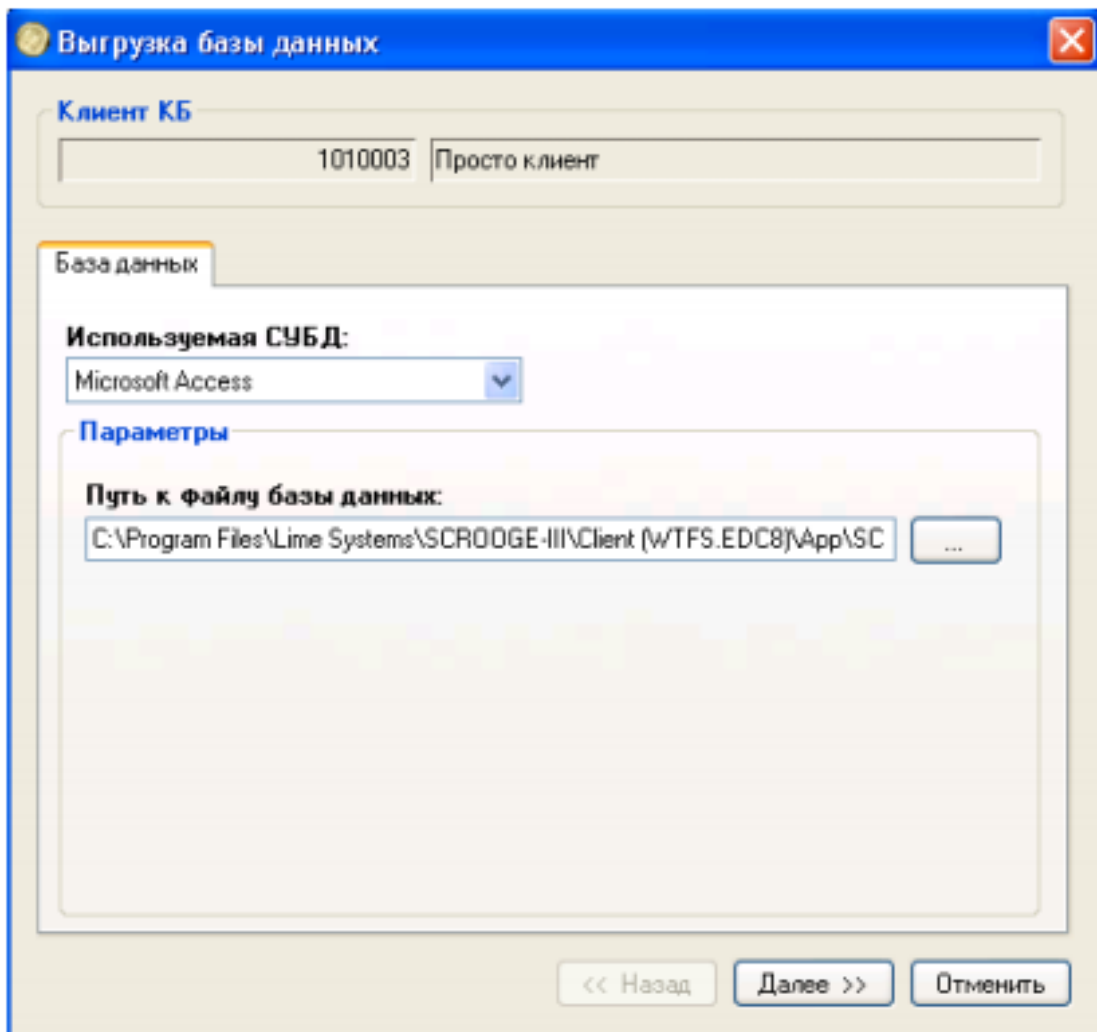 Выгрузка базы данных
Клиент КБ
1010003 Просто клиент
База данных
Используемая СУБД:
Microsoft Access
Параметры
Путь к файлу базы данных:
C:\Program Files\Lime Systems\SCROOGE-III\Client (WTFS.EDC8)\App\SC ...
<< Назад Далее >> Отменить